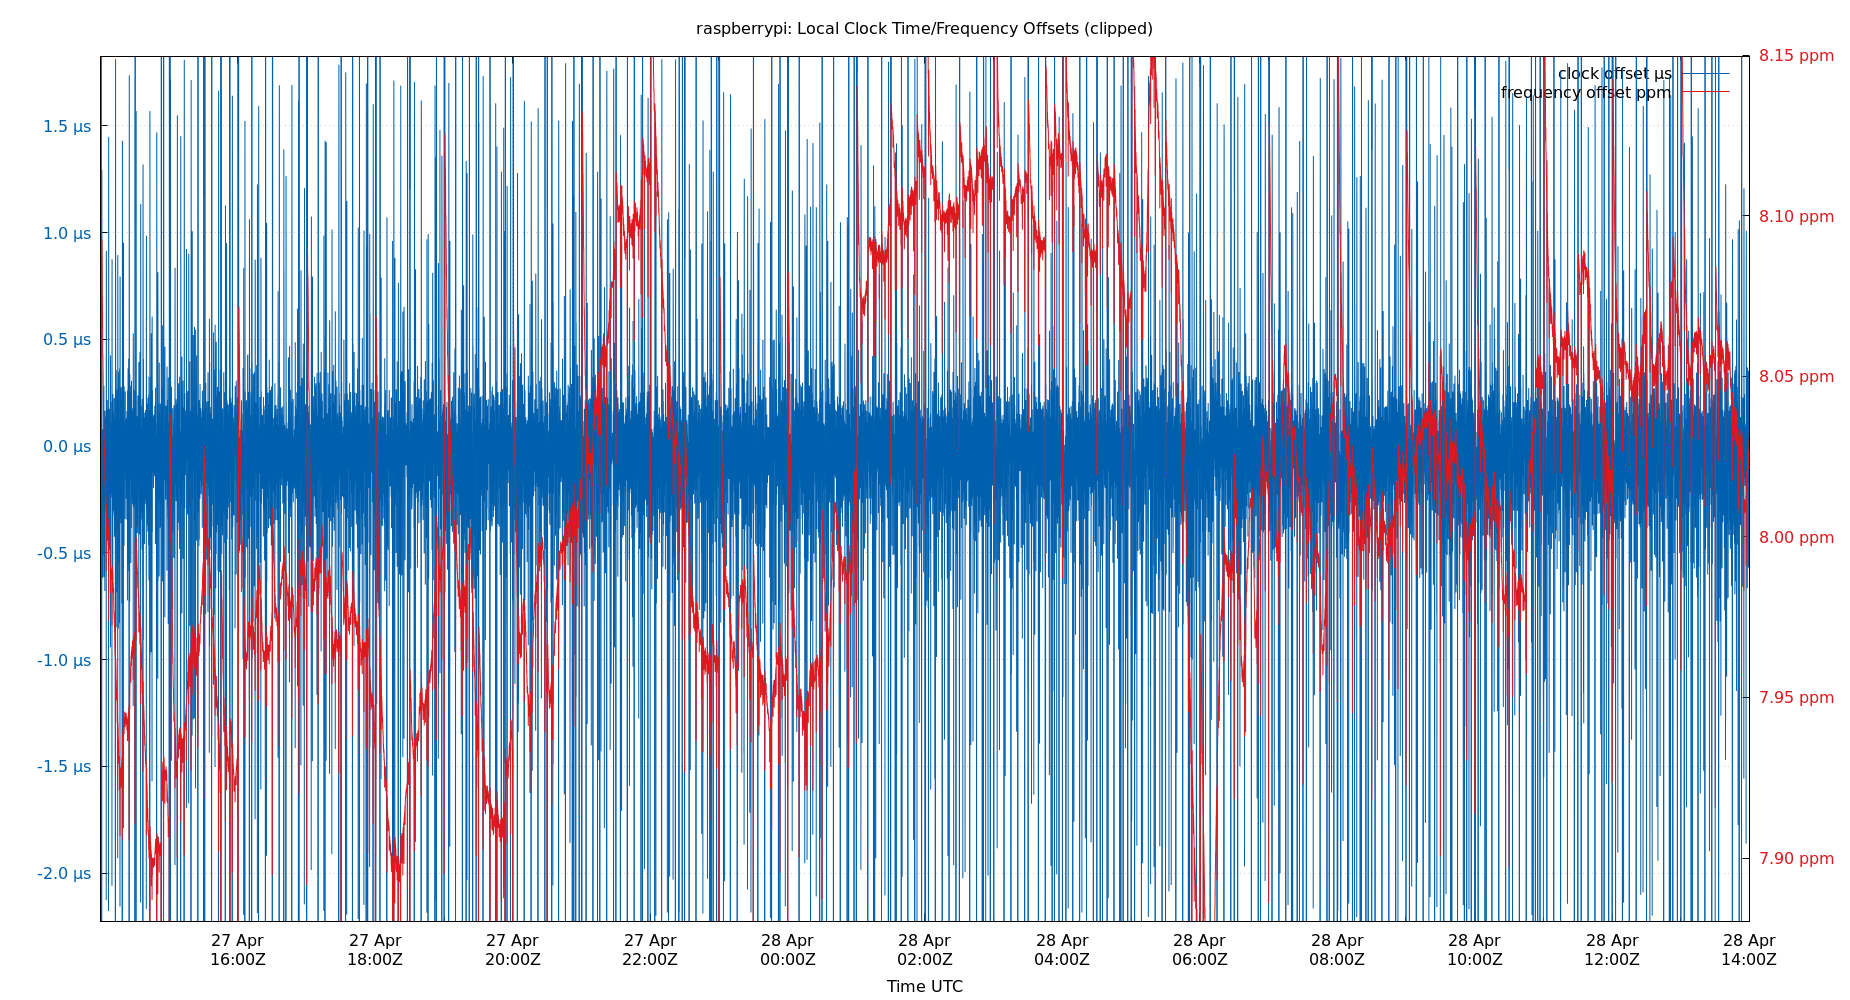 raspberrypi: Local Clock Time/Frequency Offsets (clipped)
8.15 ppm
clock offset µs
frequency offset ppm
1.5 µs
8.10 ppm
1.0 µs
8.05 ppm
0.5 µs
0.0 µs
8.00 ppm
-0.5 µs
-1.0 µs
7.95 ppm
-1.5 µs
7.90 ppm
-2.0 µs
27 Apr 27 Apr 27 Apr 27 Apr 28 Apr 28 Apr 28 Apr 28 Apr 28 Apr 28 Apr 28 Apr 28 Apr
16:00Z 18:00Z 20:00Z 22:00Z 00:00Z 02:00Z 04:00Z 06:00Z 08:00Z 10:00Z 12:00Z 14:00Z
Time UTC